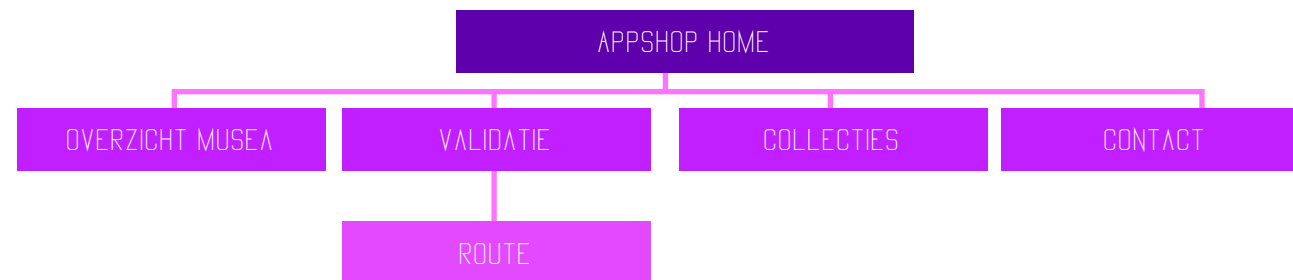 APPSHOP HOME
OVERZICHT MUSEA
VALIDATIE
COLLECTIES
CONTACT
ROUTE